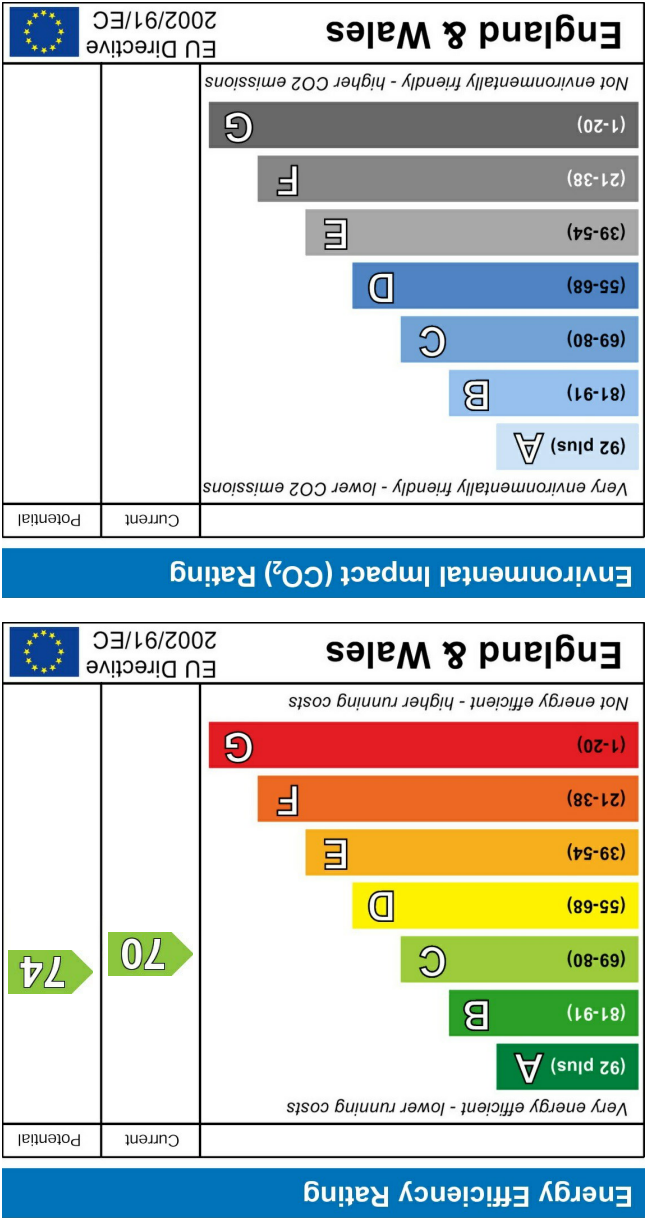 Energy Efficiency Rating
Current Potential
Very energy efficient - lower running costs
(92 plus) A
(81-91) B
(69-80) C
(55-68) D
(39-54) E
(21-38) F
(1-20) G
70
74
Not energy efficient - higher running costs
England & Wales
EU Directive
2002/91/EC
Environmental Impact (CO₂) Rating
Current Potential
Very environmentally friendly - lower CO2 emissions
(92 plus) A
(81-91) B
(69-80) C
(55-68) D
(39-54) E
(21-38) F
(1-20) G
Not environmentally friendly - higher CO2 emissions
England & Wales
EU Directive
2002/91/EC